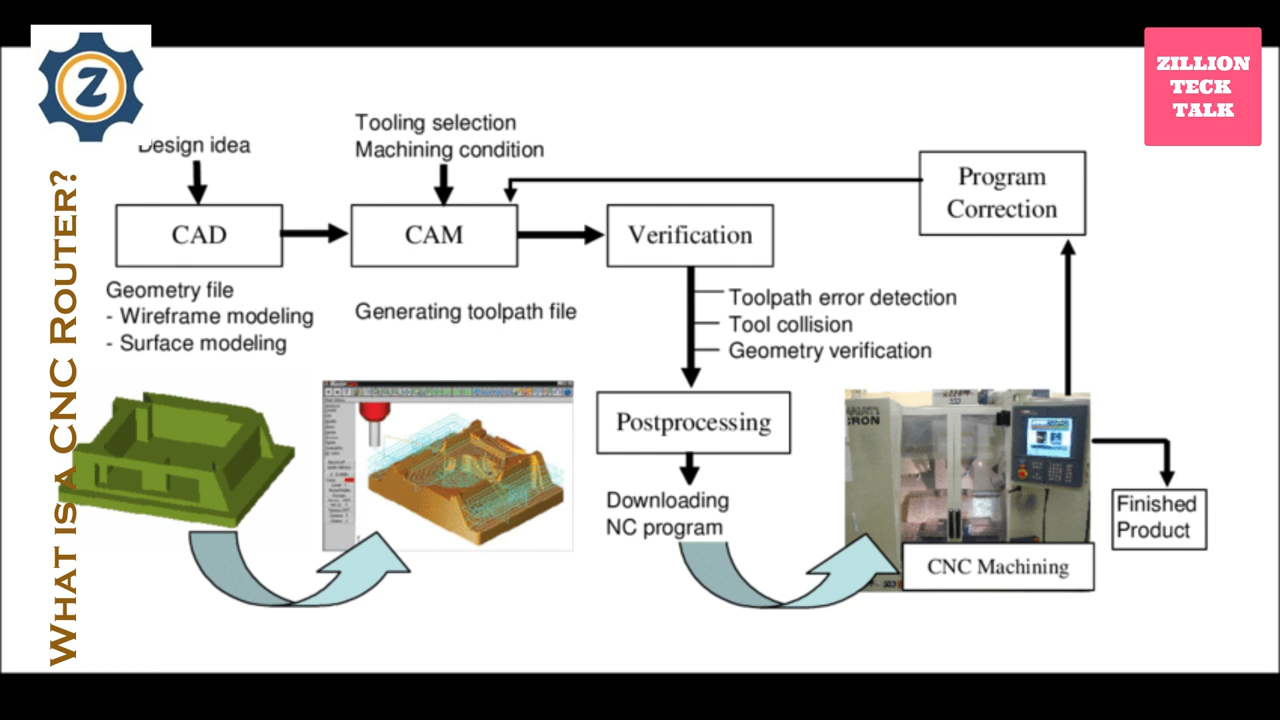 ZILLION
TECK
TALK
WHAT IS A CNC ROUTER?
Design idea
Tooling selection
Machining condition
CAD
CAM
Verification
Program
Correction
Geometry file
- Wireframe modeling
- Surface modeling
Generating toolpath file
Toolpath error detection
Tool collision
Geometry verification
Postprocessing
Downloading
NC program
CNC Machining
Finished
Product
Z